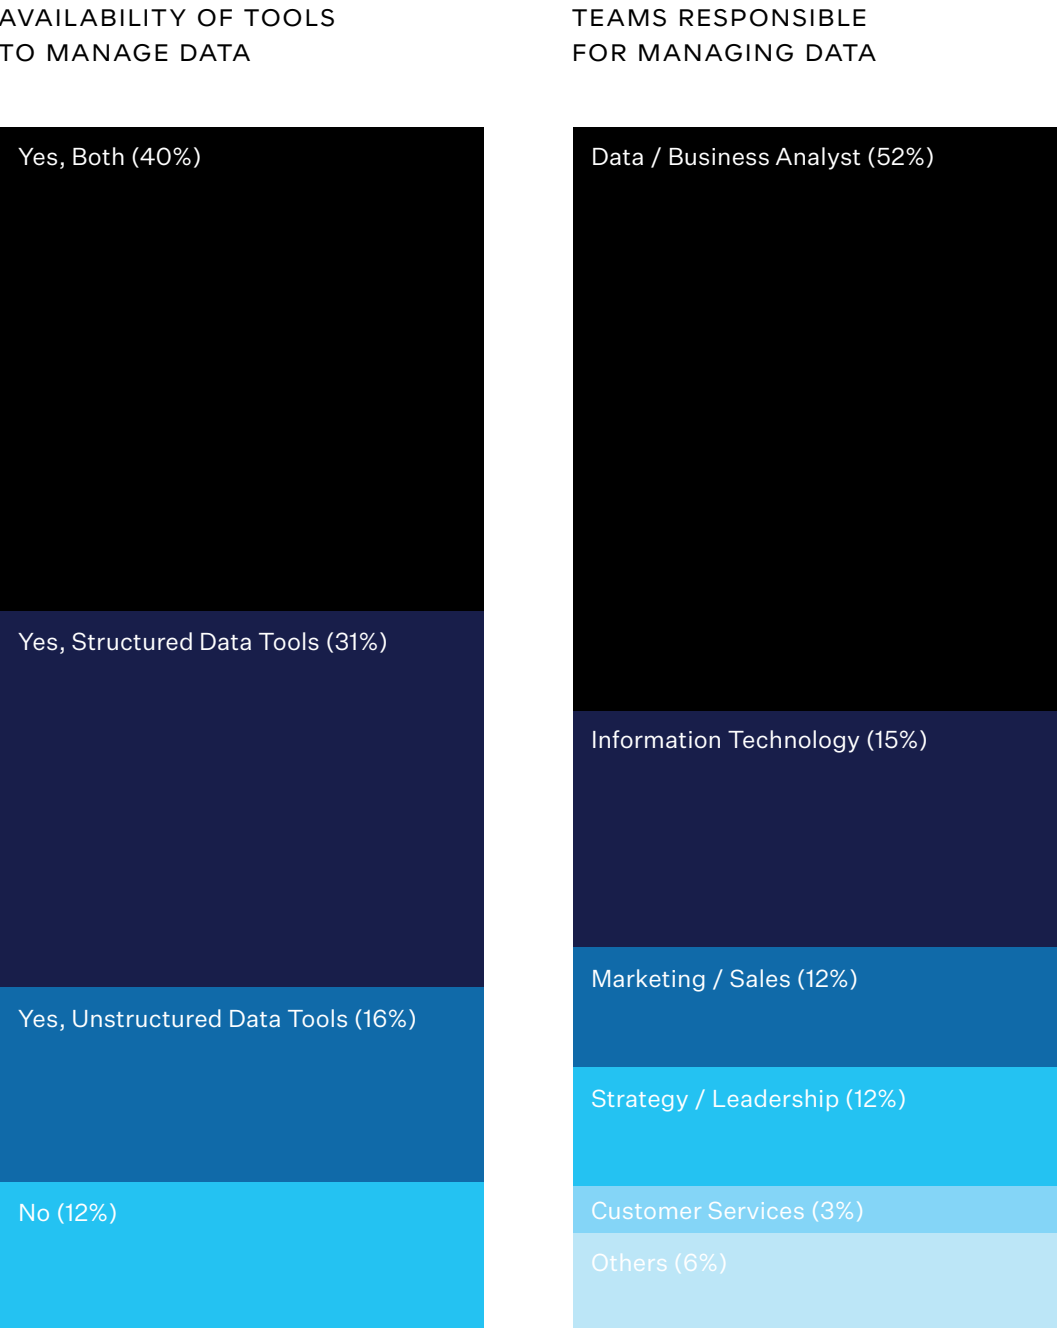 AVAILABILITY OF TOOLS
TO MANAGE DATA
Yes, Both (40%)
Yes, Structured Data Tools (31%)
Yes, Unstructured Data Tools (16%)
No (12%)
TEAMS RESPONSIBLE
FOR MANAGING DATA
Data / Business Analyst (52%)
Information Technology (15%)
Marketing / Sales (12%)
Strategy / Leadership (12%)
Customer Services (3%)
Others (6%)